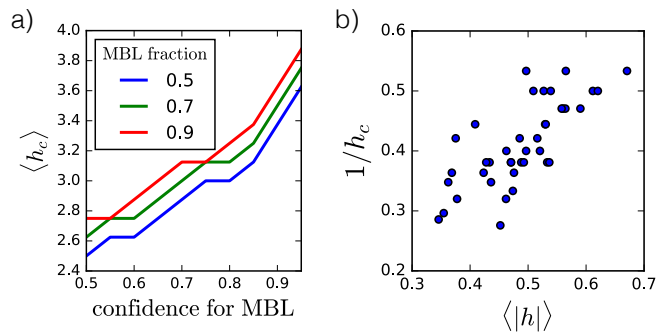 a)
⟨h_c⟩
4.0
3.8
3.6
3.4
3.2
3.0
2.8
2.6
2.4
MBL fraction
0.5
0.7
0.9
0.5 0.6 0.7 0.8 0.9
confidence for MBL
b)
1/h_c
0.6
0.5
0.4
0.3
0.2
0.3 0.4 0.5 0.6 0.7
⟨|h|⟩